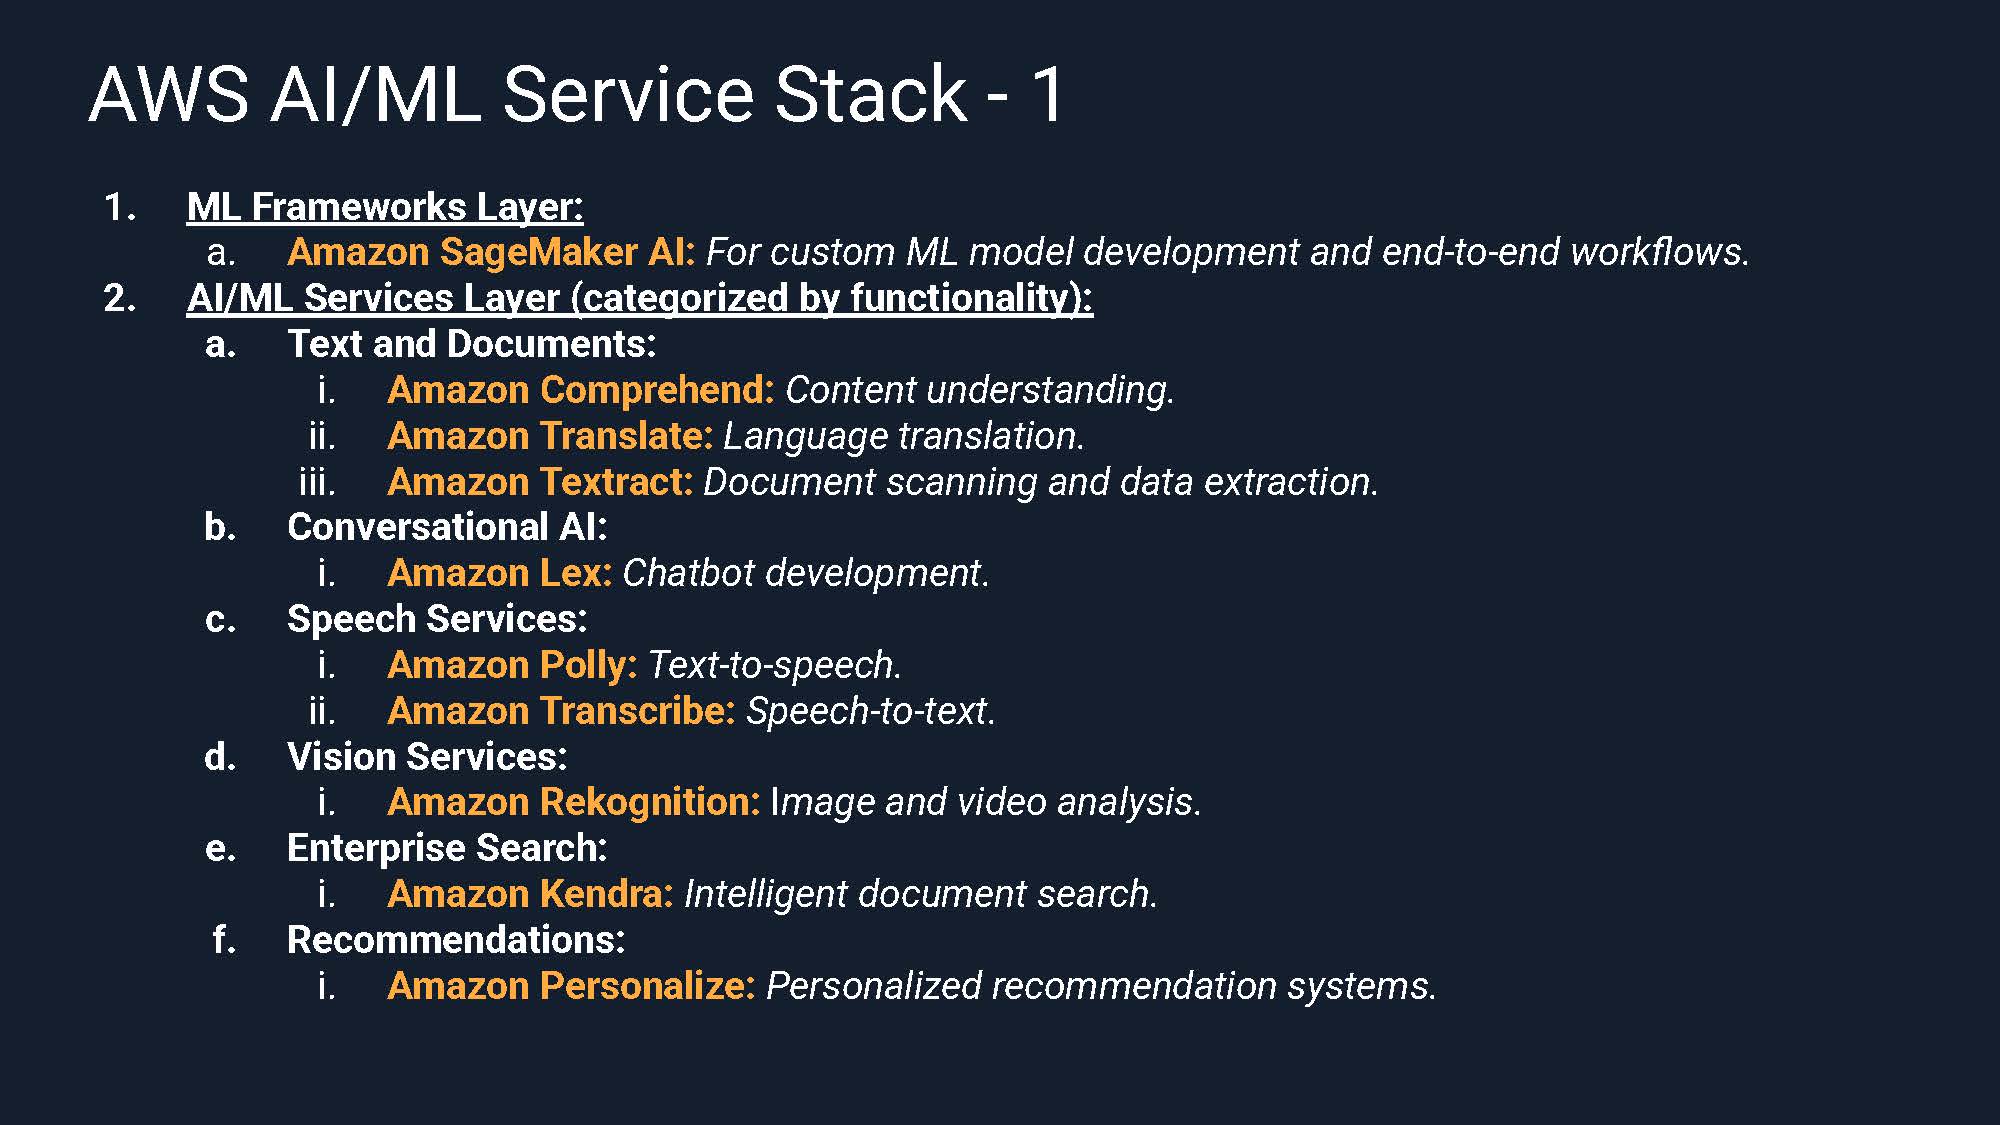 AWS AI/ML Service Stack - 1
1. ML Frameworks Layer:
a. Amazon SageMaker AI: For custom ML model development and end-to-end workflows.
2. AI/ML Services Layer (categorized by functionality):
a. Text and Documents:
i. Amazon Comprehend: Content understanding.
ii. Amazon Translate: Language translation.
iii. Amazon Textract: Document scanning and data extraction.
b. Conversational AI:
i. Amazon Lex: Chatbot development.
c. Speech Services:
i. Amazon Polly: Text-to-speech.
ii. Amazon Transcribe: Speech-to-text.
d. Vision Services:
i. Amazon Rekognition: Image and video analysis.
e. Enterprise Search:
i. Amazon Kendra: Intelligent document search.
f. Recommendations:
i. Amazon Personalize: Personalized recommendation systems.